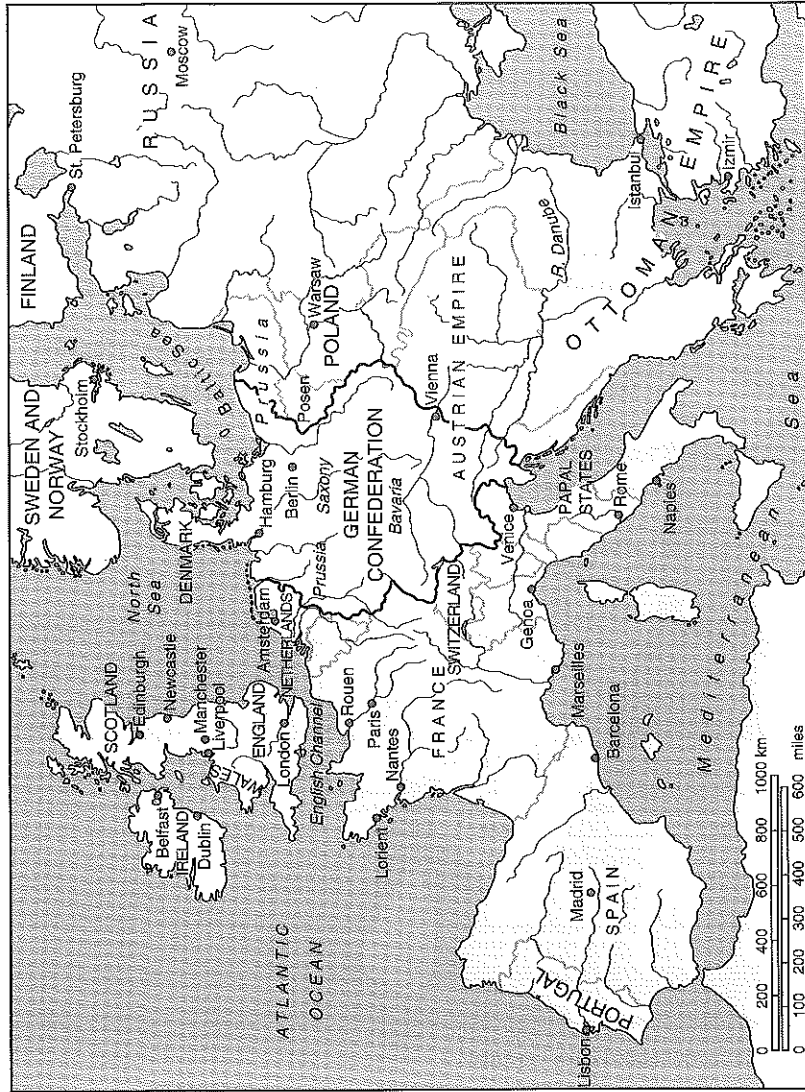 FINLAND
St. Petersburg
R U S S I A
Moscow
SWEDEN AND
NORWAY
Stockholm
Baltic Sea
North
Sea
DENMARK
SCOTLAND
Edinburgh
Newcastle
Belfast
IRELAND
Dublin
Manchester
Liverpool
WALES
ENGLAND
London
English Channel
Amsterdam
NETHERLANDS
Hamburg
Berlin
Prussia
Saxony
Prussia
Posen
Warsaw
POLAND
GERMAN
CONFEDERATION
Bavaria
ATLANTIC
OCEAN
Lorient
Rouen
Paris
Nantes
FRANCE
SWITZERLAND
Vienna
AUSTRIAN EMPIRE
R. Danube
Black Sea
Venice
Genoa
Marseilles
Barcelona
PAPAL
STATES
Rome
Naples
OTTOMAN
EMPIRE
Istanbul
Izmir
Lisbon
PORTUGAL
Madrid
SPAIN
Mediterranean Sea
0 200 400 600 800 1000 km
0 100 200 300 400 500 600 miles